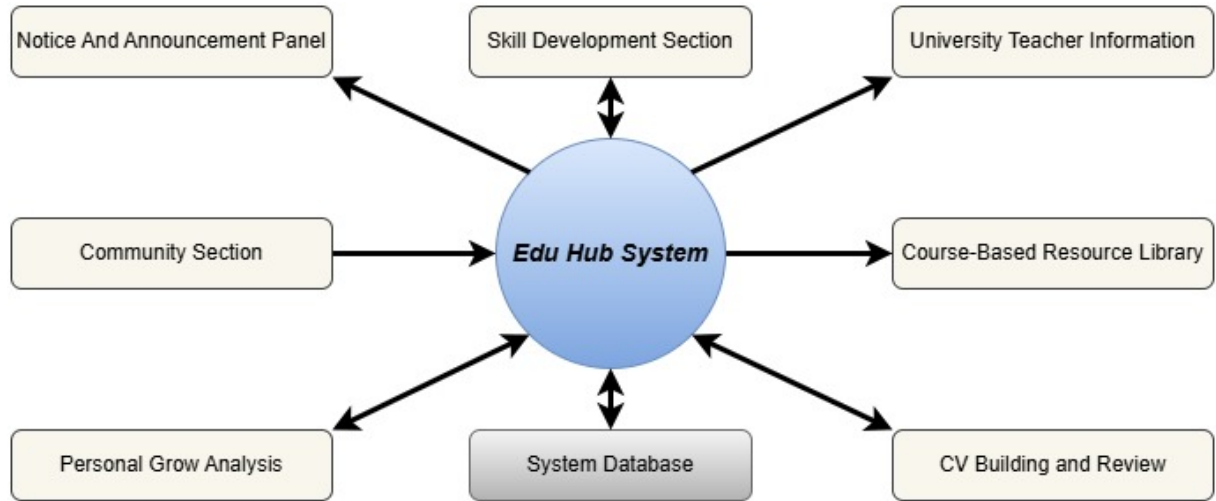 Notice And Announcement Panel
Skill Development Section
University Teacher Information
Community Section
Edu Hub System
Course-Based Resource Library
Personal Grow Analysis
System Database
CV Building and Review